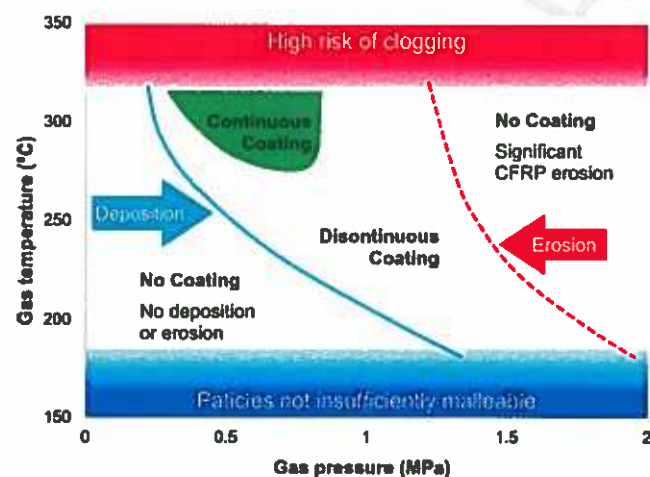 350
High risk of clogging
300
Continuous
Coating
No Coating
Significant
CFRP erosion
Gas temperature (°C)
250
Deposition
Discontinuous
Coating
Erosion
No Coating
No deposition
or erosion
200
Paticies not insufficiently malleable
150
0
0.5
1
1.5
2
Gas pressure (MPa)